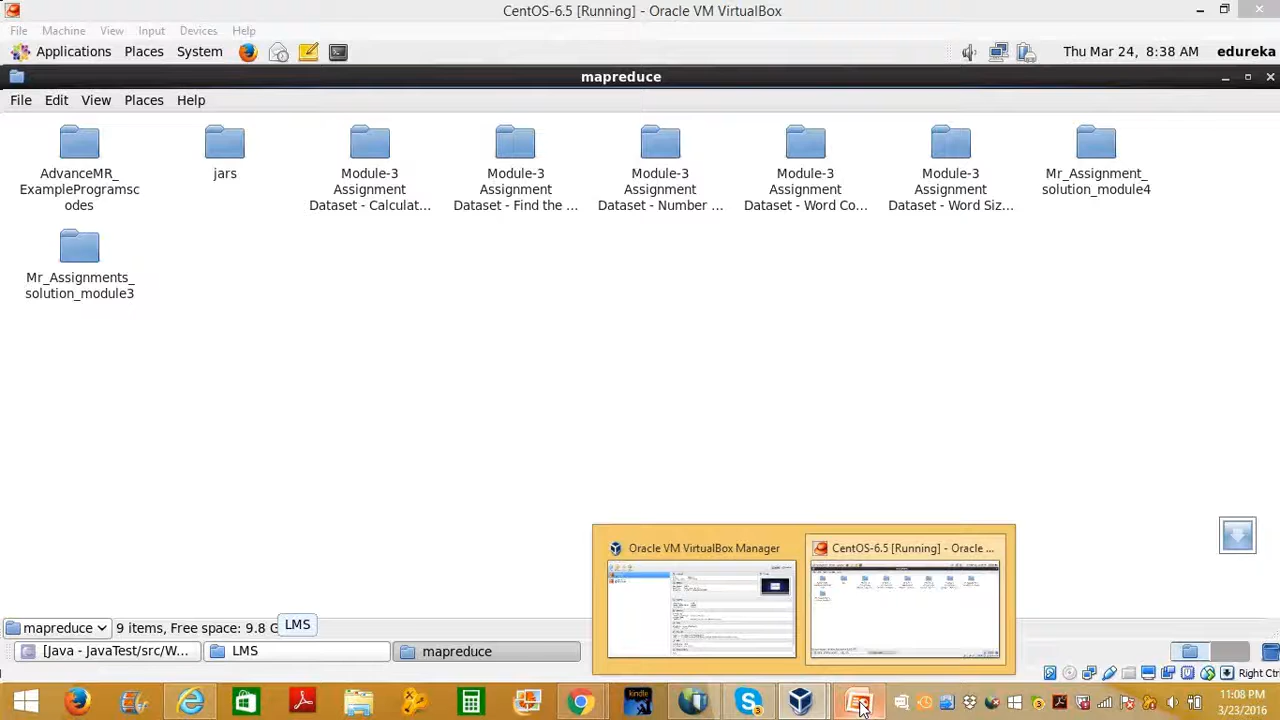 CentOS-6.5 [Running] - Oracle VM VirtualBox
File Machine View Input Devices Help
Applications Places System
Thu Mar 24, 8:38 AM edureka
mapreduce
File Edit View Places Help
AdvanceMR_
ExampleProgramsc
odes
jars
Module-3
Assignment
Dataset - Calculat...
Module-3
Assignment
Dataset - Find the ...
Module-3
Assignment
Dataset - Number ...
Module-3
Assignment
Dataset - Word Co...
Module-3
Assignment
Dataset - Word Siz...
Mr_Assignment_
solution_module4
Mr_Assignments_
solution_module3
Oracle VM VirtualBox Manager
CentOS-6.5 [Running] - Oracle ...
mapreduce
9 items, Free space: 9.8 G
LMS
[Java - JavaTest/src/W...
LMS
mapreduce
Right Ctr
kindle
11:08 PM
3/23/2016